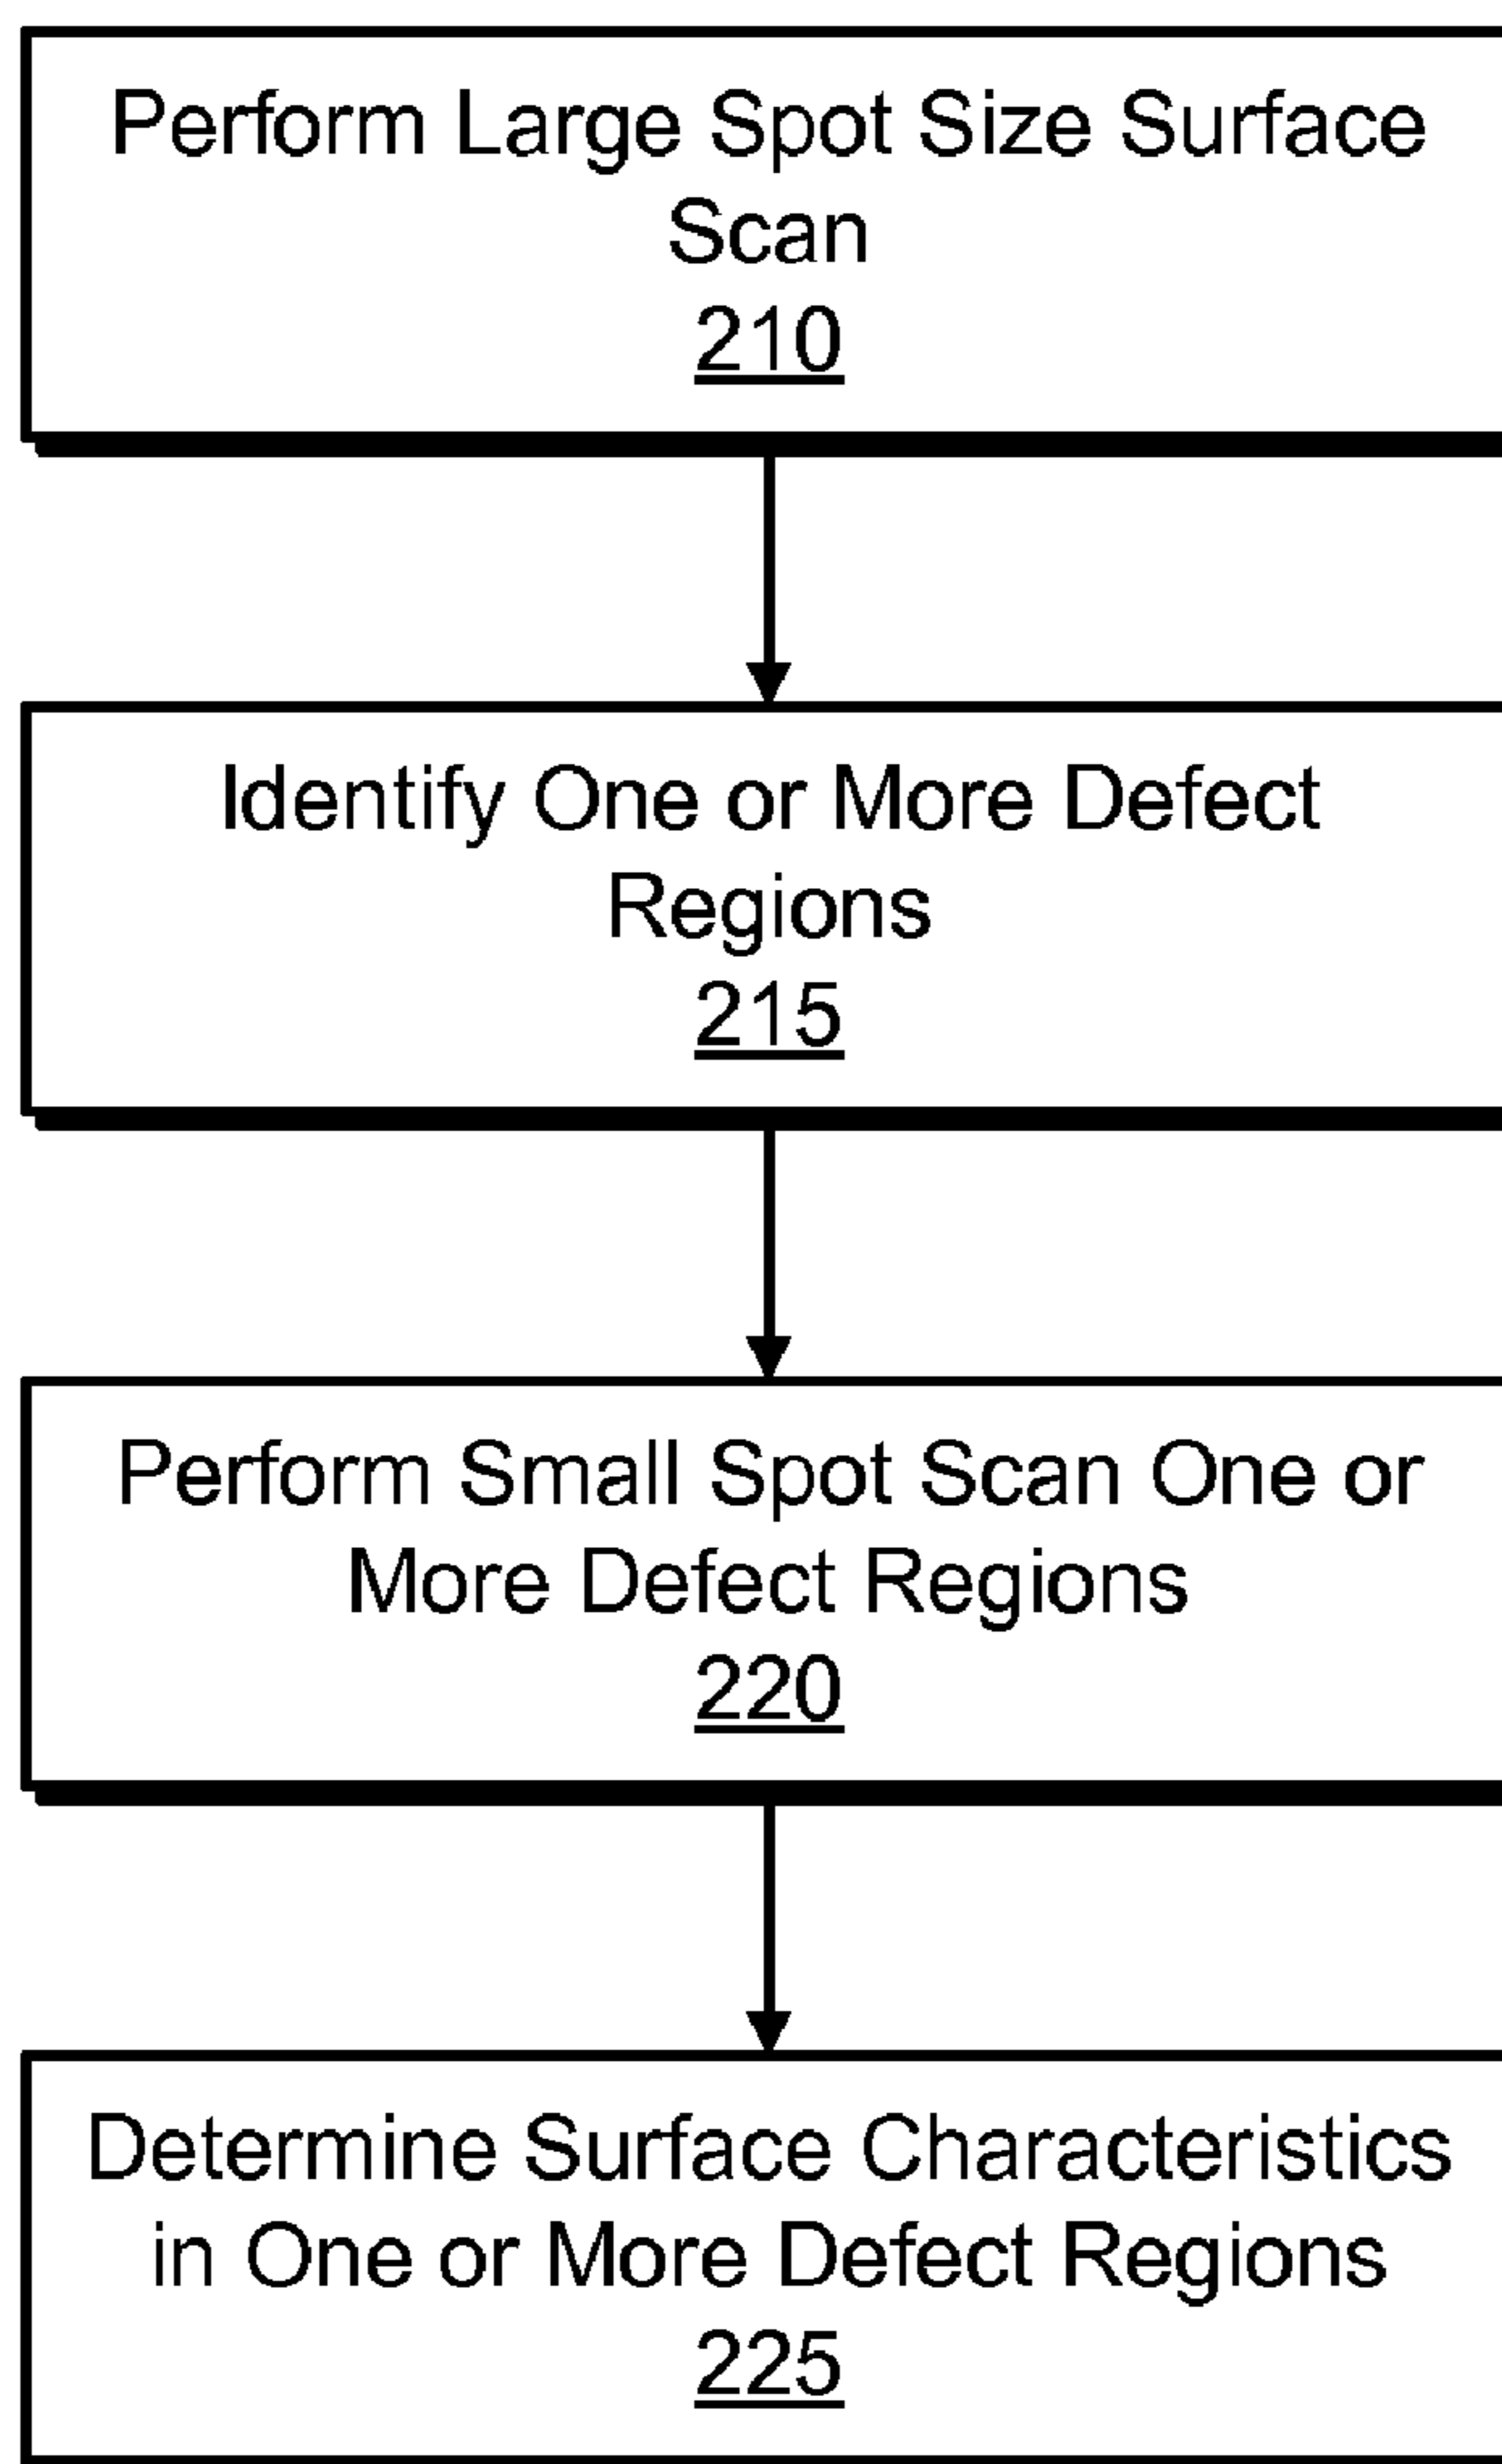 Perform Large Spot Size Surface
Scan
210
Identify One or More Defect
Regions
215
Perform Small Spot Scan One or
More Defect Regions
220
Determine Surface Characteristics
in One or More Defect Regions
225